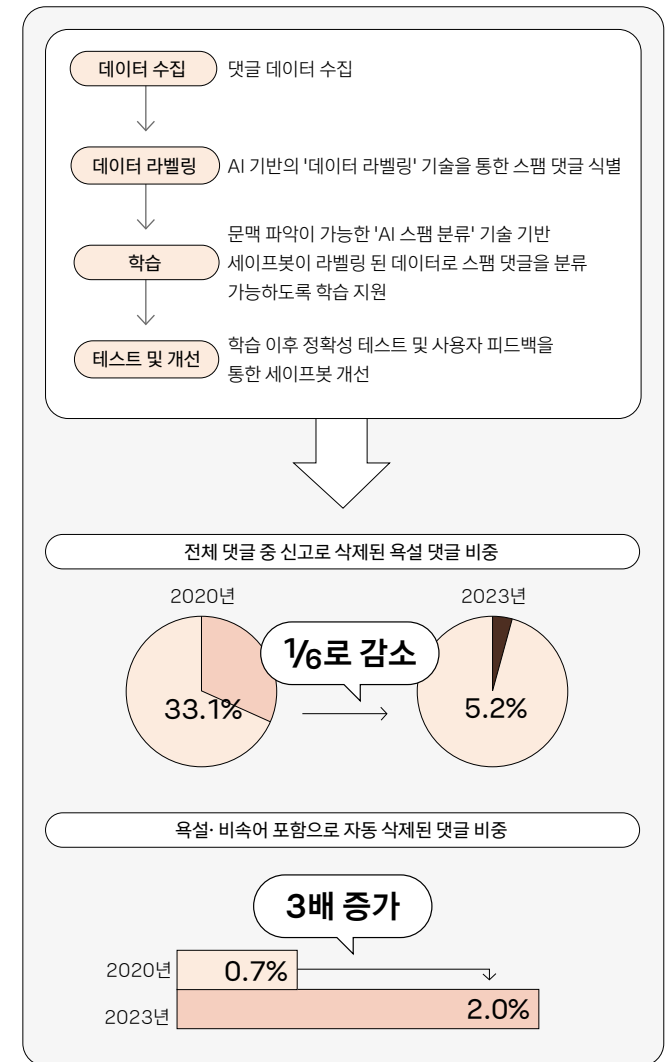 데이터 수집
댓글 데이터 수집
데이터 라벨링
AI 기반의 '데이터 라벨링' 기술을 통한 스팸 댓글 식별
학습
문맥 파악이 가능한 'AI 스팸 분류' 기술 기반
세이프봇이 라벨링 된 데이터로 스팸 댓글을 분류
가능하도록 학습 지원
테스트 및 개선
학습 이후 정확성 테스트 및 사용자 피드백을
통한 세이프봇 개선
전체 댓글 중 신고로 삭제된 욕설 댓글 비중
2020년
2023년
1/6로 감소
33.1%
5.2%
욕설· 비속어 포함으로 자동 삭제된 댓글 비중
3배 증가
2020년
0.7%
2023년
2.0%